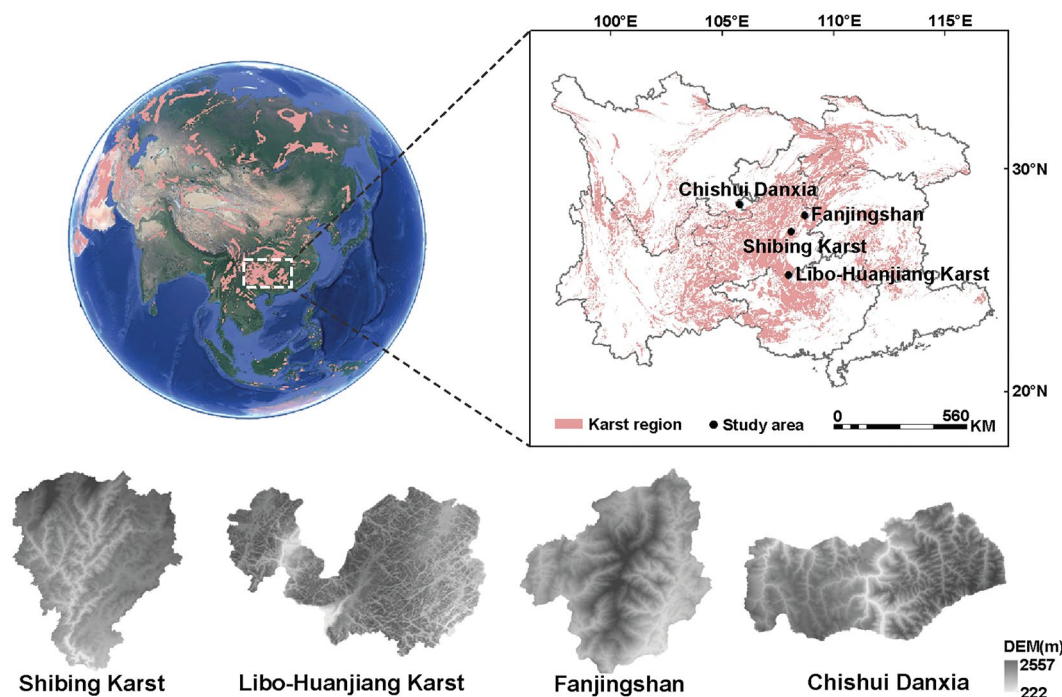 100°E 105°E 110°E 115°E
30°N
Chishui Danxia
Fanjingshan
Shibing Karst
Libo-Huanjiang Karst
20°N
0 560
Karst region Study area KM
Shibing Karst Libo-Huanjiang Karst Fanjingshan Chishui Danxia
DEM(m)
2557
222